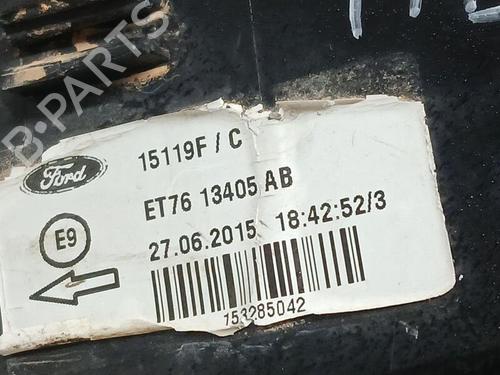 B-PARTS
15119F / C
Ford
ET76 13405 AB
E9
27.06.2015 18:42:52/3
153285042